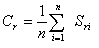 C_r = \frac{1}{n} \sum_{i=1}^{n} S_{ri}